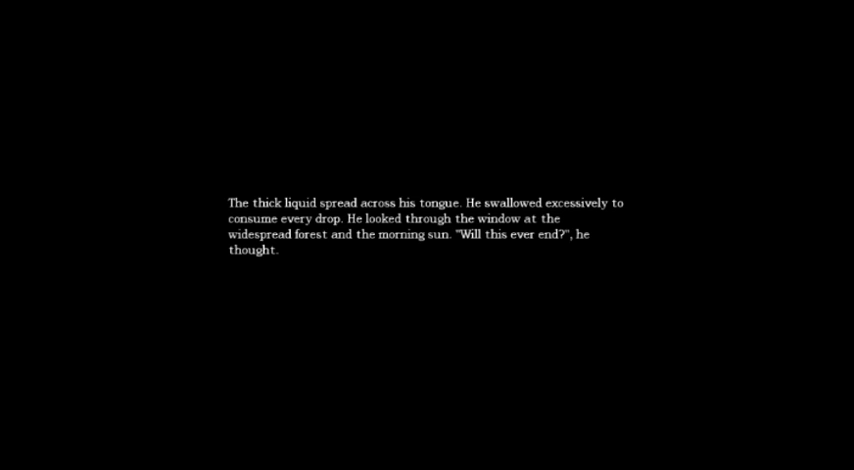 The thick liquid spread across his tongue. He swallowed excessively to
consume every drop. He looked through the window at the
widespread forest and the morning sun. "Will this ever end?", he
thought.